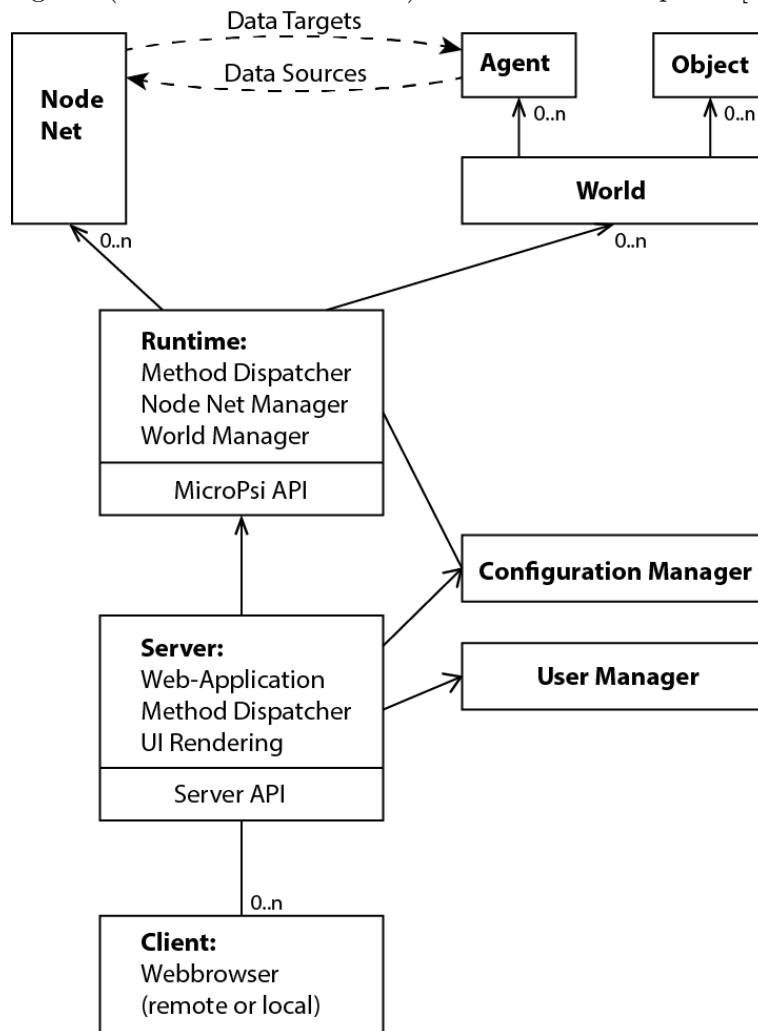 Data Targets
Data Sources
Node
Net
Agent
Object
0..n
0..n
World
0..n
0..n
Runtime:
Method Dispatcher
Node Net Manager
World Manager
MicroPsi API
Configuration Manager
Server:
Web-Application
Method Dispatcher
UI Rendering
User Manager
Server API
0..n
Client:
Webbrowser
(remote or local)